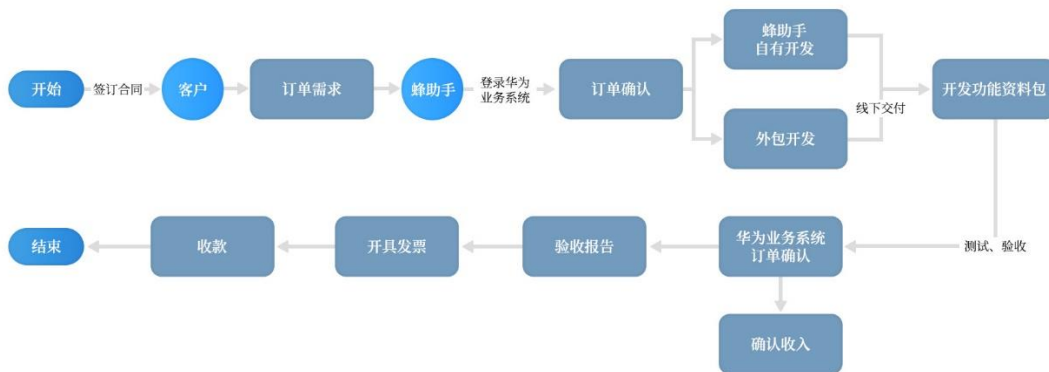 开始
签订合同
客户
订单需求
蜂助手
登录华为
业务系统
订单确认
蜂助手
自有开发
外包开发
线下交付
开发功能资料包
测试、验收
华为业务系统
订单确认
确认收入
验收报告
开具发票
收款
结束